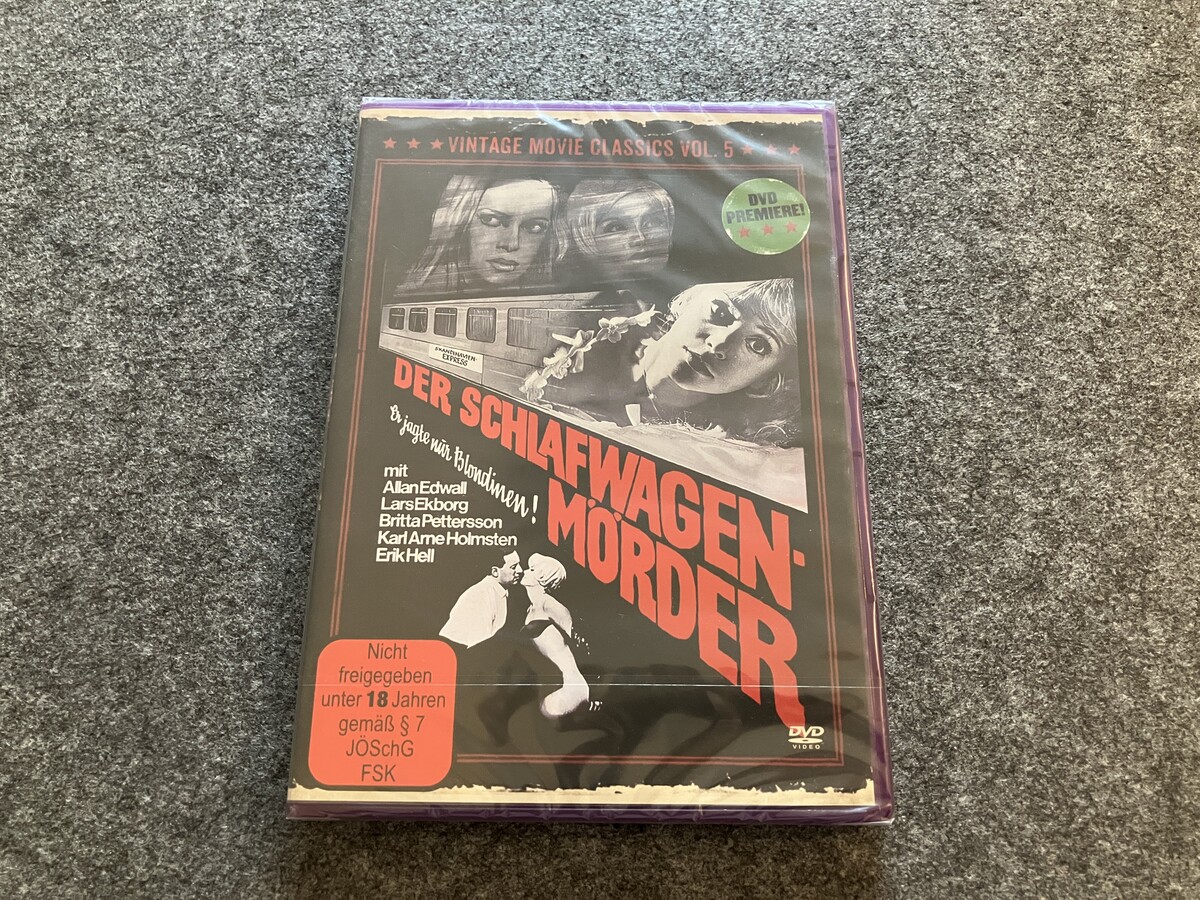 ★ ★ ★ VINTAGE MOVIE CLASSICS VOL. 5 ★ ★ ★
DVD
PREMIERE!
★ ★ ★
SKANDINAVIEN-
EXPRESS
DER SCHLAFWAGEN-
MÖRDER
Er jagte nur Blondinen!
mit
Allan Edwall
Lars Ekborg
Britta Pettersson
Karl Arne Holmsten
Erik Hell
Nicht
freigegeben
unter 18 Jahren
gemäß § 7
JÖSchG
FSK
DVD
VIDEO